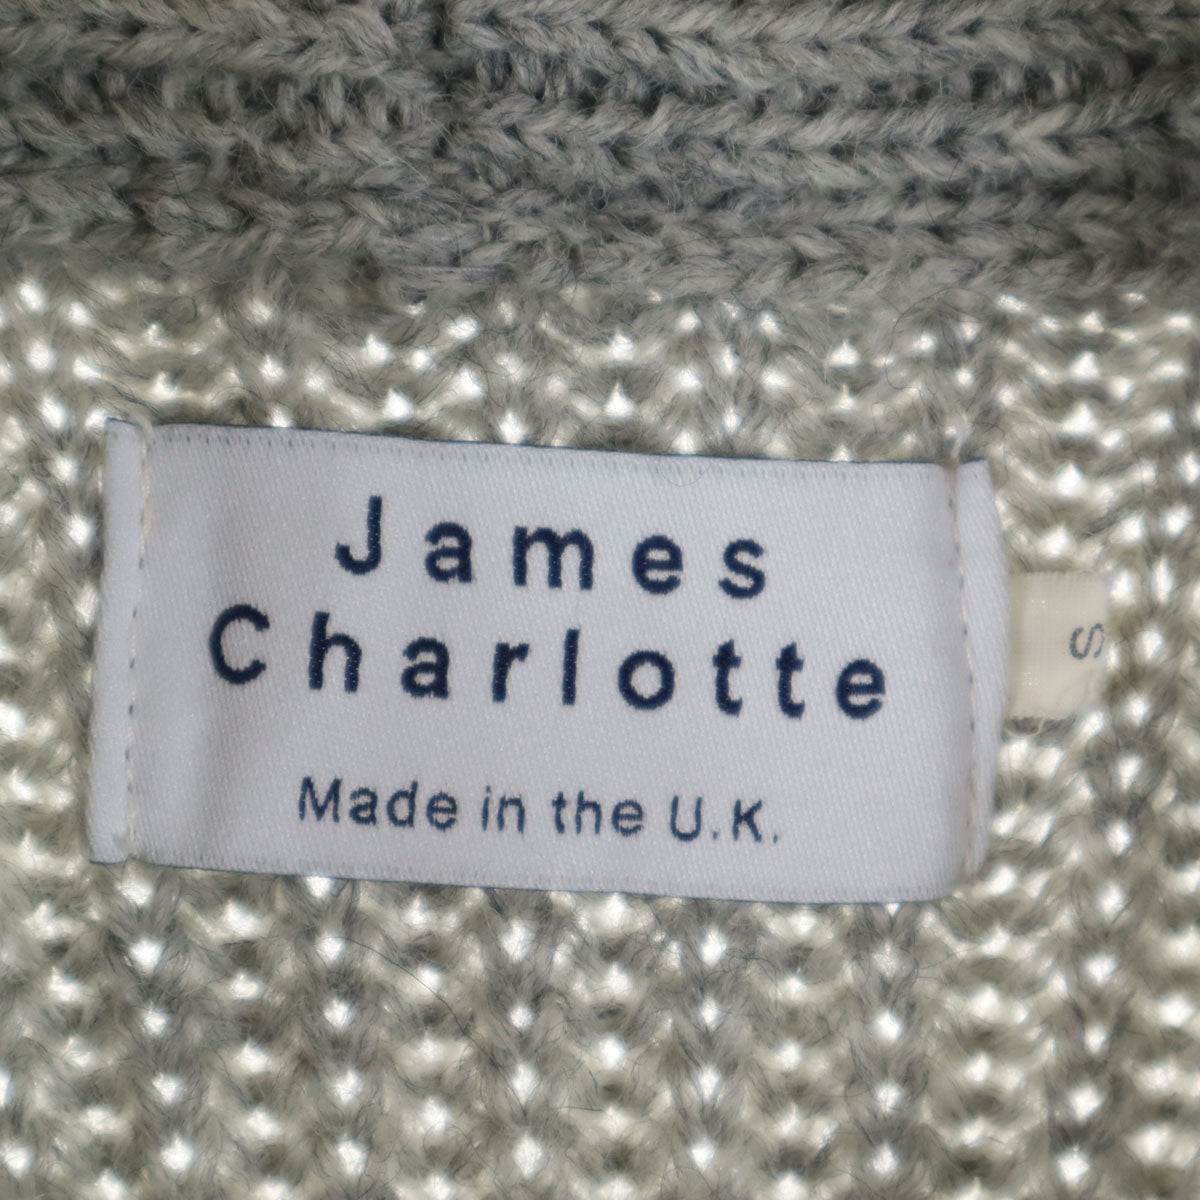 James
Charlotte
Made in the U.K.
S